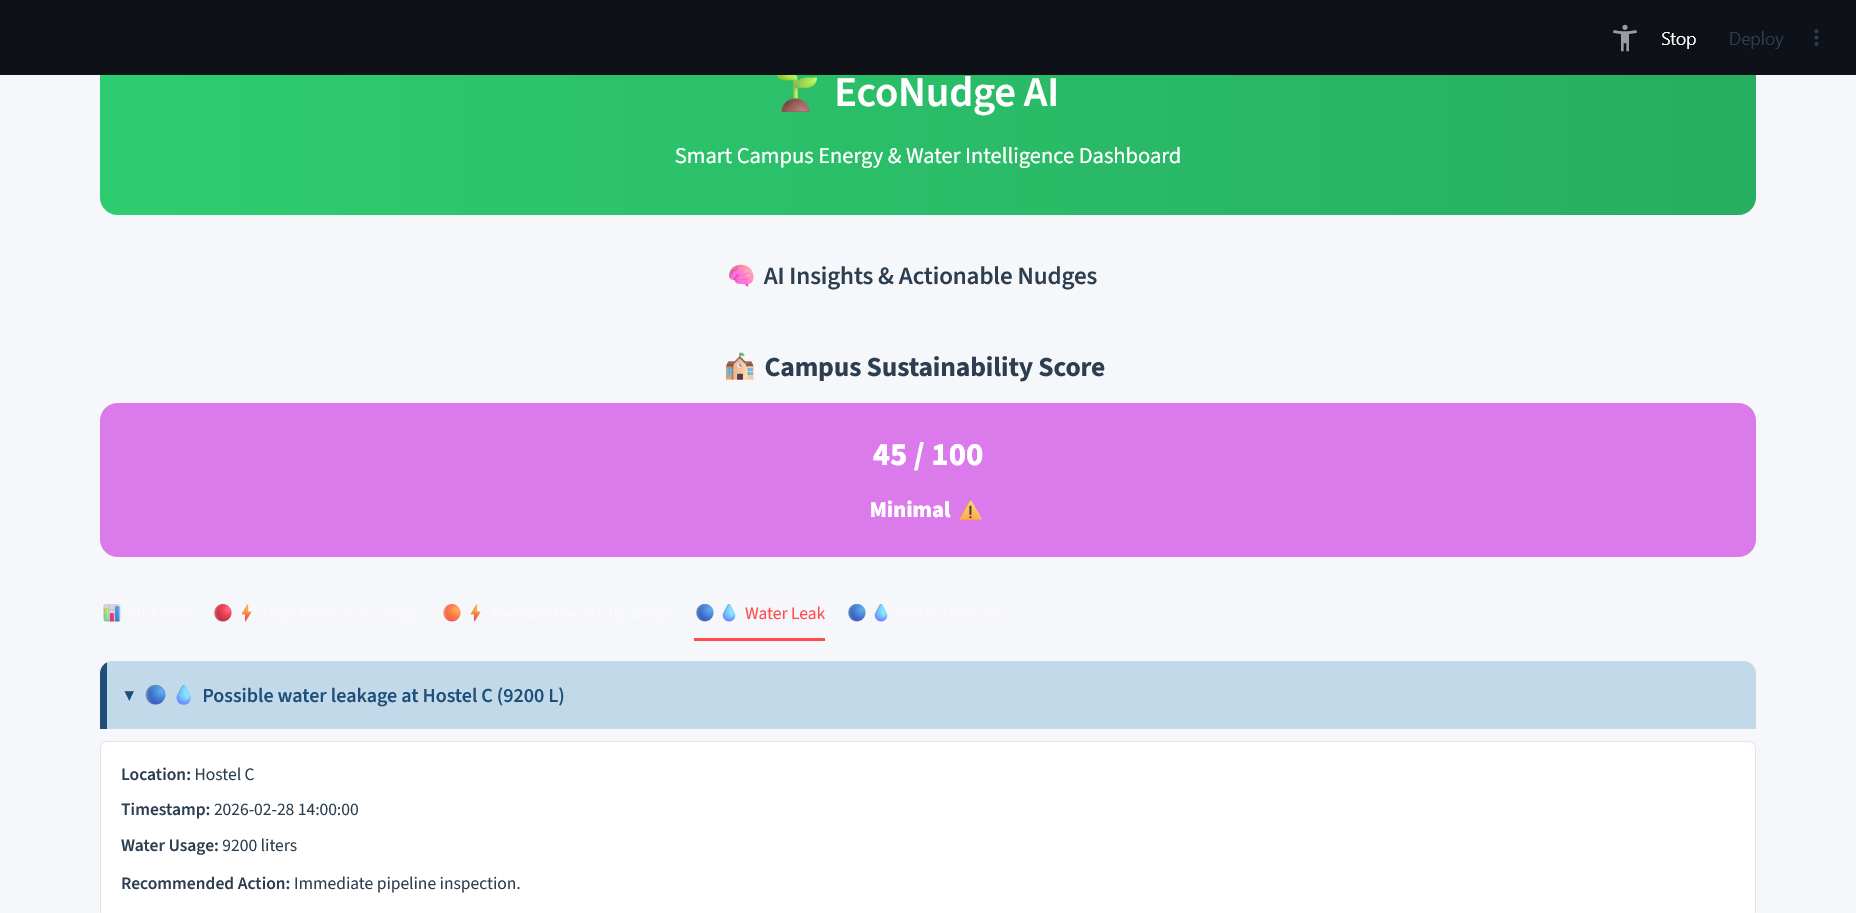 Stop Deploy
EcoNudge AI
Smart Campus Energy & Water Intelligence Dashboard
AI Insights & Actionable Nudges
Campus Sustainability Score
45 / 100
Minimal
Water Leak
Possible water leakage at Hostel C (9200 L)
Location: Hostel C
Timestamp: 2026-02-28 14:00:00
Water Usage: 9200 liters
Recommended Action: Immediate pipeline inspection.